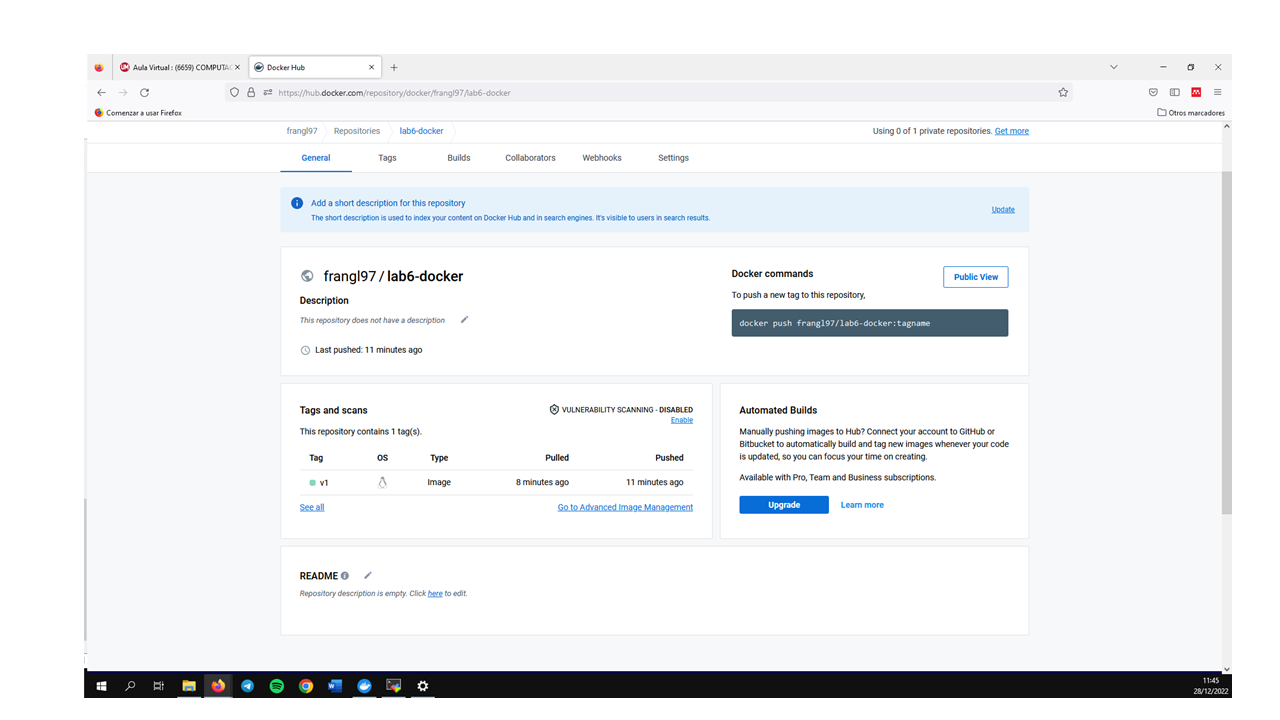 Aula Virtual : (6659) COMPUTAC
Docker Hub
https://hub.docker.com/repository/docker/frangl97/lab6-docker
Comenzar a usar Firefox
Otros marcadores
frangl97 Repositories lab6-docker
Using 0 of 1 private repositories. Get more
General Tags Builds Collaborators Webhooks Settings
Add a short description for this repository
The short description is used to index your content on Docker Hub and in search engines. It's visible to users in search results.
Update
frangl97 / lab6-docker
Description
This repository does not have a description
Last pushed: 11 minutes ago
Docker commands
Public View
To push a new tag to this repository,
docker push frangl97/lab6-docker:tagname
Tags and scans
VULNERABILITY SCANNING - DISABLED
Enable
This repository contains 1 tag(s).
Tag OS Type Pulled Pushed
v1 Image 8 minutes ago 11 minutes ago
See all
Go to Advanced Image Management
Automated Builds
Manually pushing images to Hub? Connect your account to GitHub or
Bitbucket to automatically build and tag new images whenever your code
is updated, so you can focus your time on creating.
Available with Pro, Team and Business subscriptions.
Upgrade Learn more
README
Repository description is empty. Click here to edit.
11:45
28/12/2022